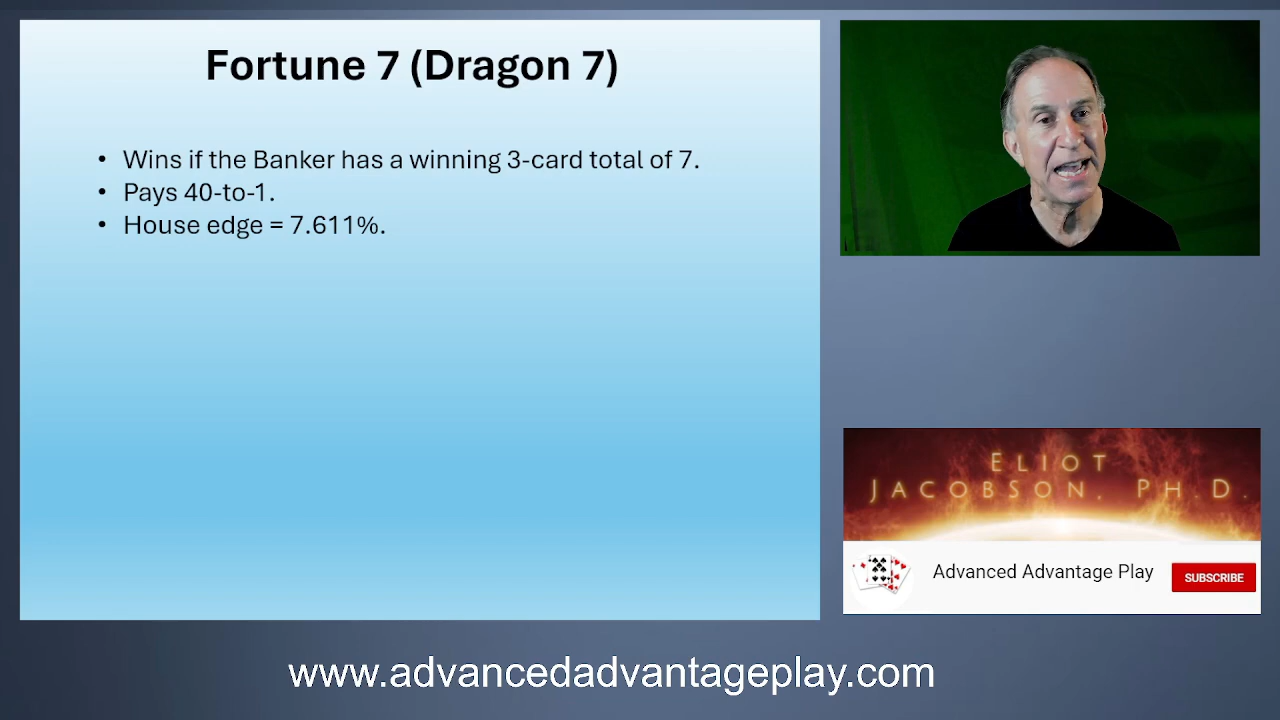 Fortune 7 (Dragon 7)
• Wins if the Banker has a winning 3-card total of 7.
• Pays 40-to-1.
• House edge = 7.611%.
ELIOT
JACOBSON, PH.D.
Advanced Advantage Play
SUBSCRIBE
www.advancedadvantageplay.com